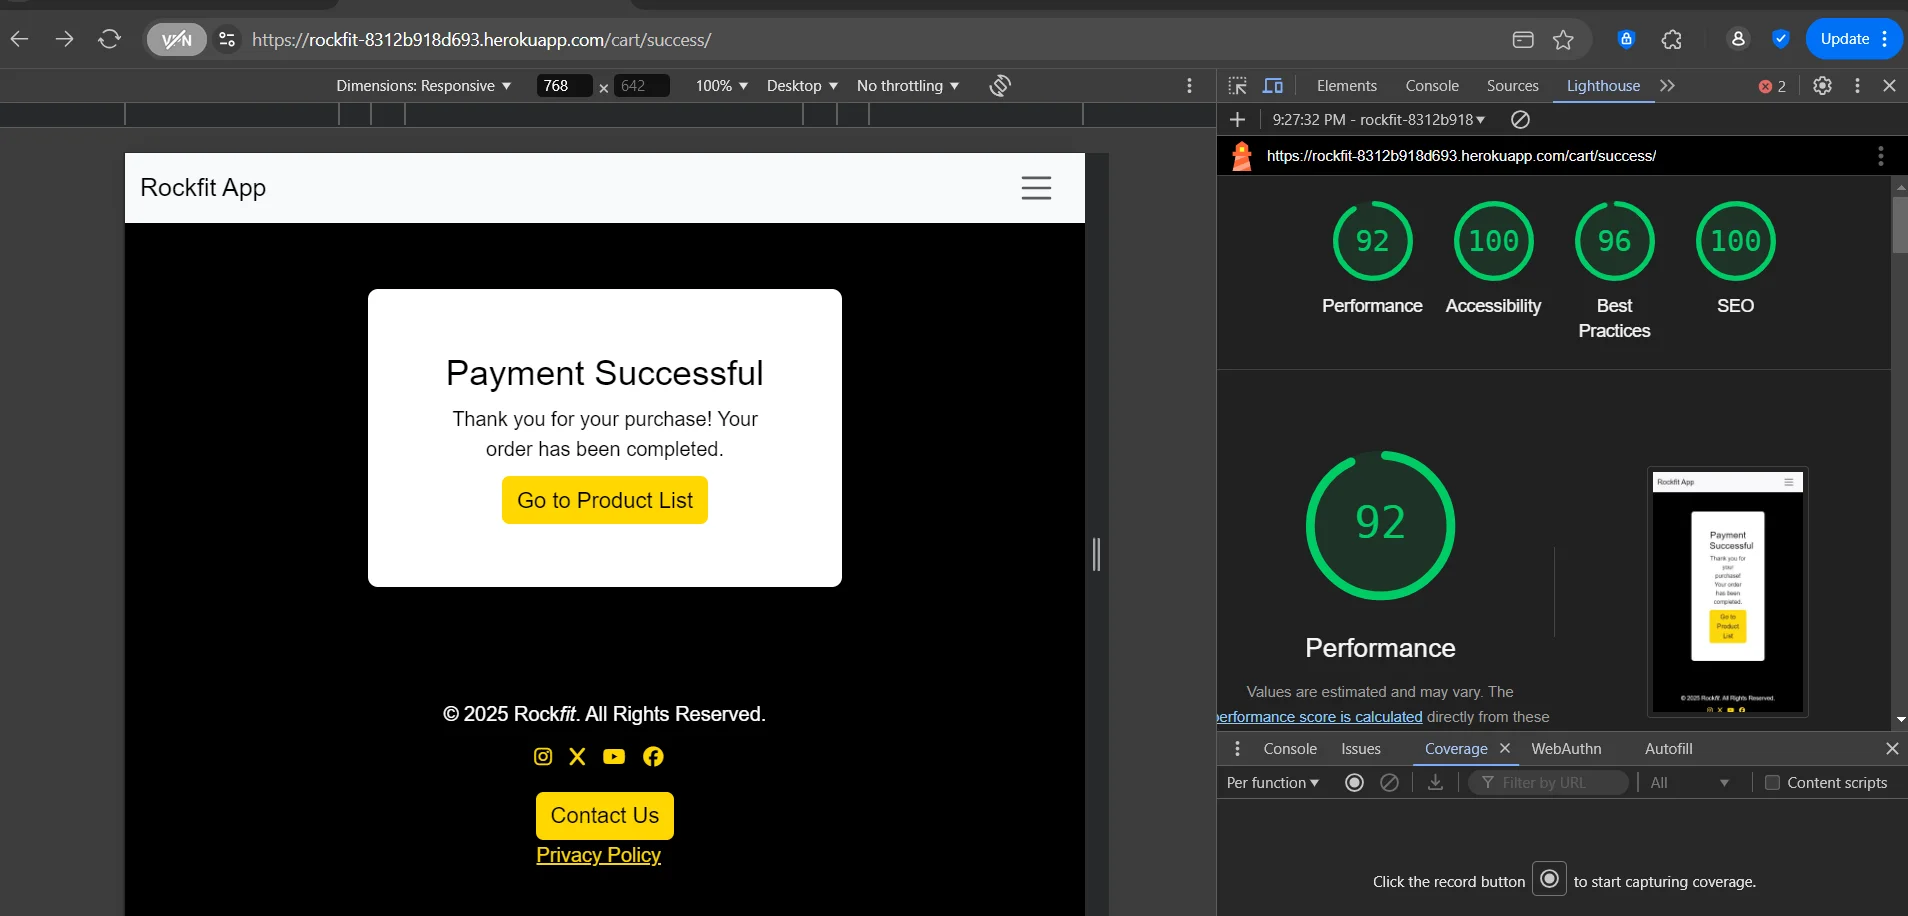 VPN https://rockfit-8312b918d693.herokuapp.com/cart/success/ Update
Dimensions: Responsive 768 × 642 100% Desktop No throttling
Elements Console Sources Lighthouse 2
9:27:32 PM - rockfit-8312b918
https://rockfit-8312b918d693.herokuapp.com/cart/success/
Rockfit App
Payment Successful
Thank you for your purchase! Your
order has been completed.
Go to Product List
© 2025 Rockfit. All Rights Reserved.
Contact Us
Privacy Policy
92 100 96 100
Performance Accessibility Best Practices SEO
92
Performance
Values are estimated and may vary. The
performance score is calculated directly from these
Rockfit App
Payment
Successful
Thank you for
your
purchase!
Your order
has been
completed.
Go to
Product
List
© 2025 Rockfit. All Rights Reserved.
Console Issues Coverage WebAuthn Autofill
Per function Filter by URL All Content scripts
Click the record button to start capturing coverage.